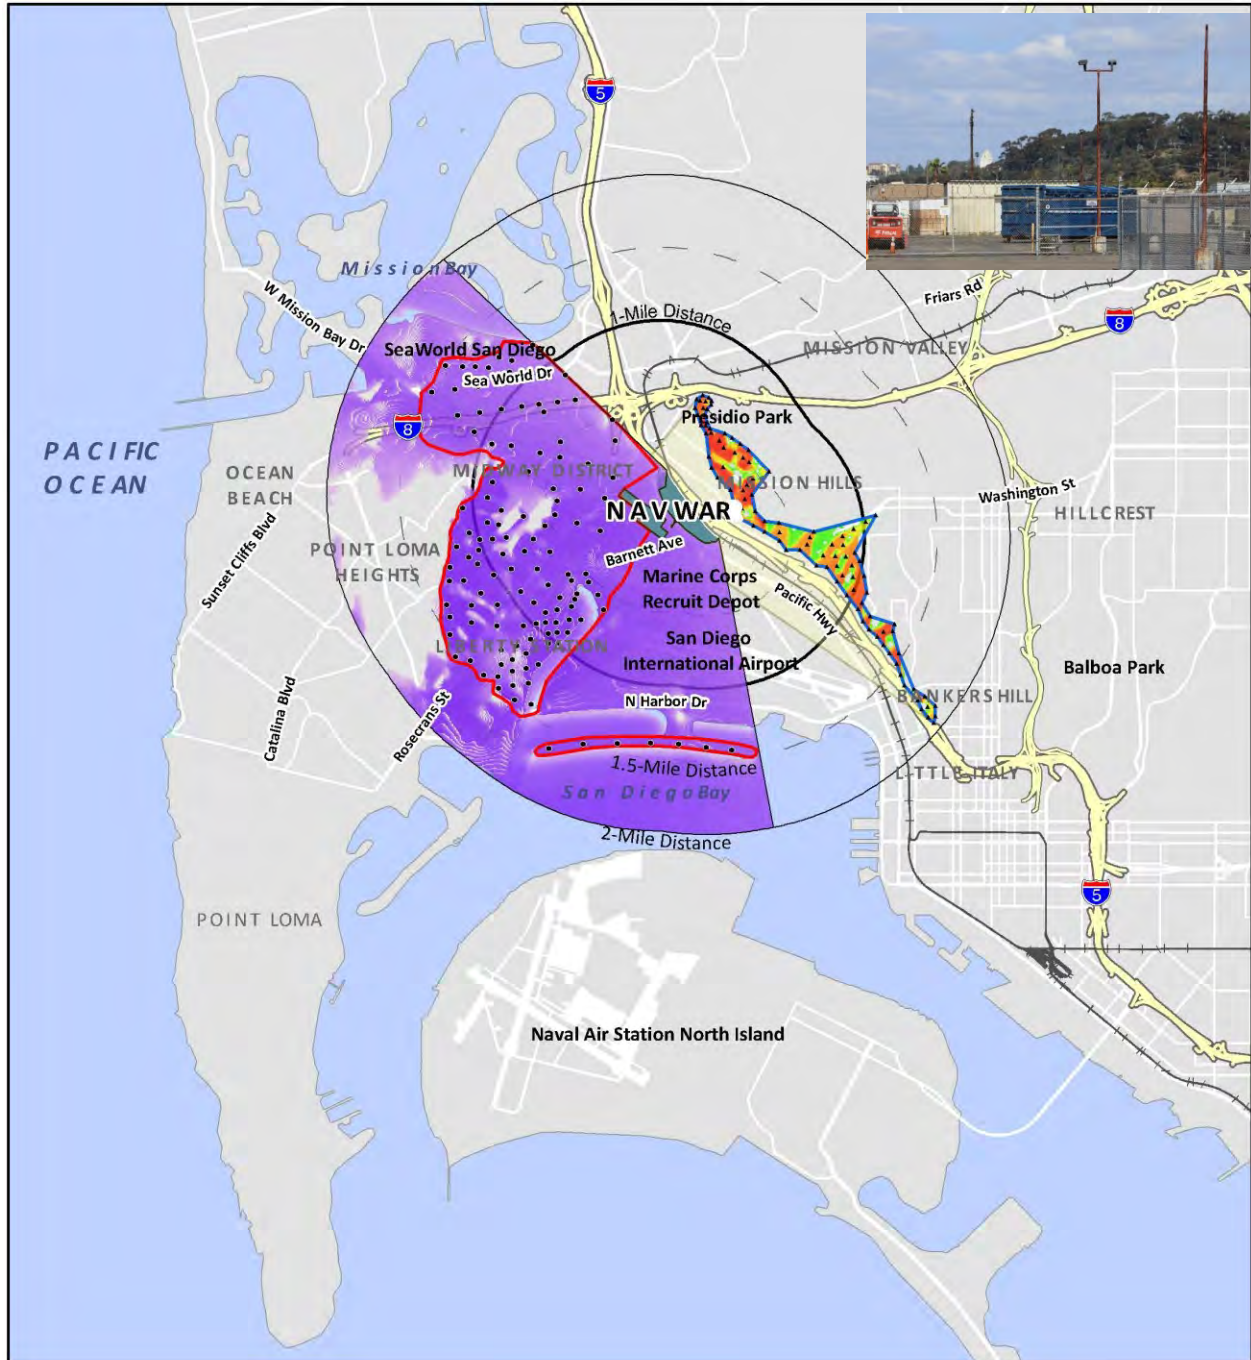 5
Mission Bay
W Mission Bay Dr
1-Mile Distance
Friars Rd
8
MISSION VALLEY
SeaWorld San Diego
Sea World Dr
8
Presidio Park
PACIFIC
OCEAN
OCEAN
BEACH
MIDWAY DISTRICT
MISSION HILLS
Washington St
HILLCREST
NAVWAR
Sunset Cliffs Blvd
POINT LOMA
HEIGHTS
Barnett Ave
Marine Corps
Recruit Depot
Pacific Hwy
LIBERTY STATION
San Diego
International Airport
Balboa Park
Catalina Blvd
Rosecrans St
N Harbor Dr
BANKERS HILL
1.5-Mile Distance
San Diego Bay
LITTLE ITALY
2-Mile Distance
5
POINT LOMA
Naval Air Station North Island